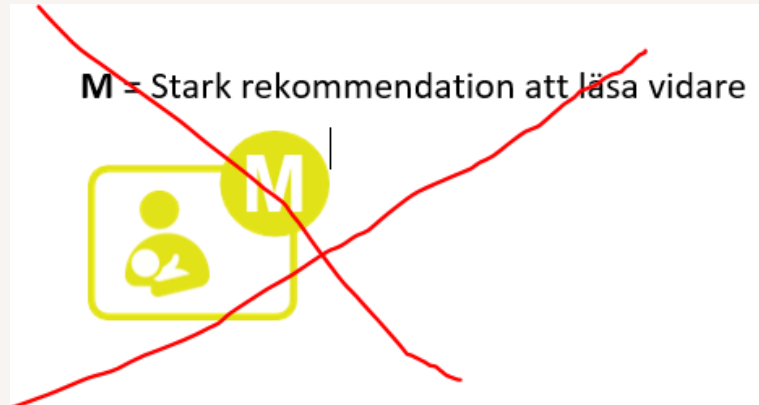 M = Stark rekommendation att läsa vidare
M